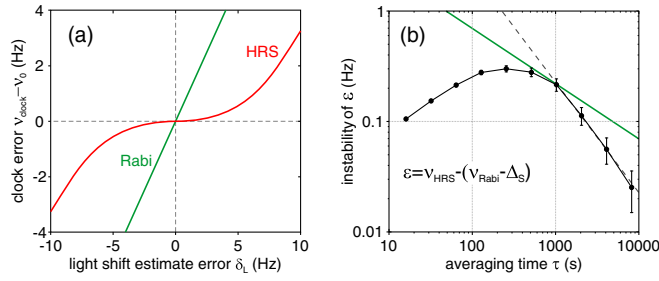 (a)
4
2
0
-2
-4
clock error ν_clock−ν_0 (Hz)
HRS
Rabi
-10
-5
0
5
10
light shift estimate error δ_L (Hz)
(b)
1
0.1
0.01
instability of ε (Hz)
ε=ν_HRS-(ν_Rabi-Δ_S)
10
100
1000
10000
averaging time τ (s)